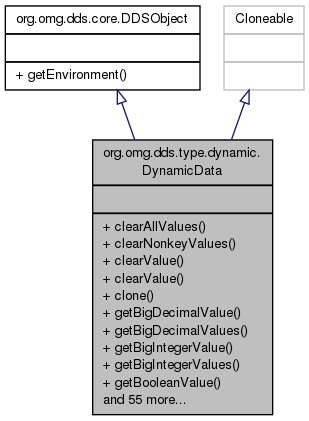 org.omg.dds.core.DDSObject
+ getEnvironment()
Cloneable
org.omg.dds.type.dynamic.
DynamicData
+ clearAllValues()
+ clearNonkeyValues()
+ clearValue()
+ clearValue()
+ clone()
+ getBigDecimalValue()
+ getBigDecimalValues()
+ getBigIntegerValue()
+ getBigIntegerValues()
+ getBooleanValue()
and 55 more...